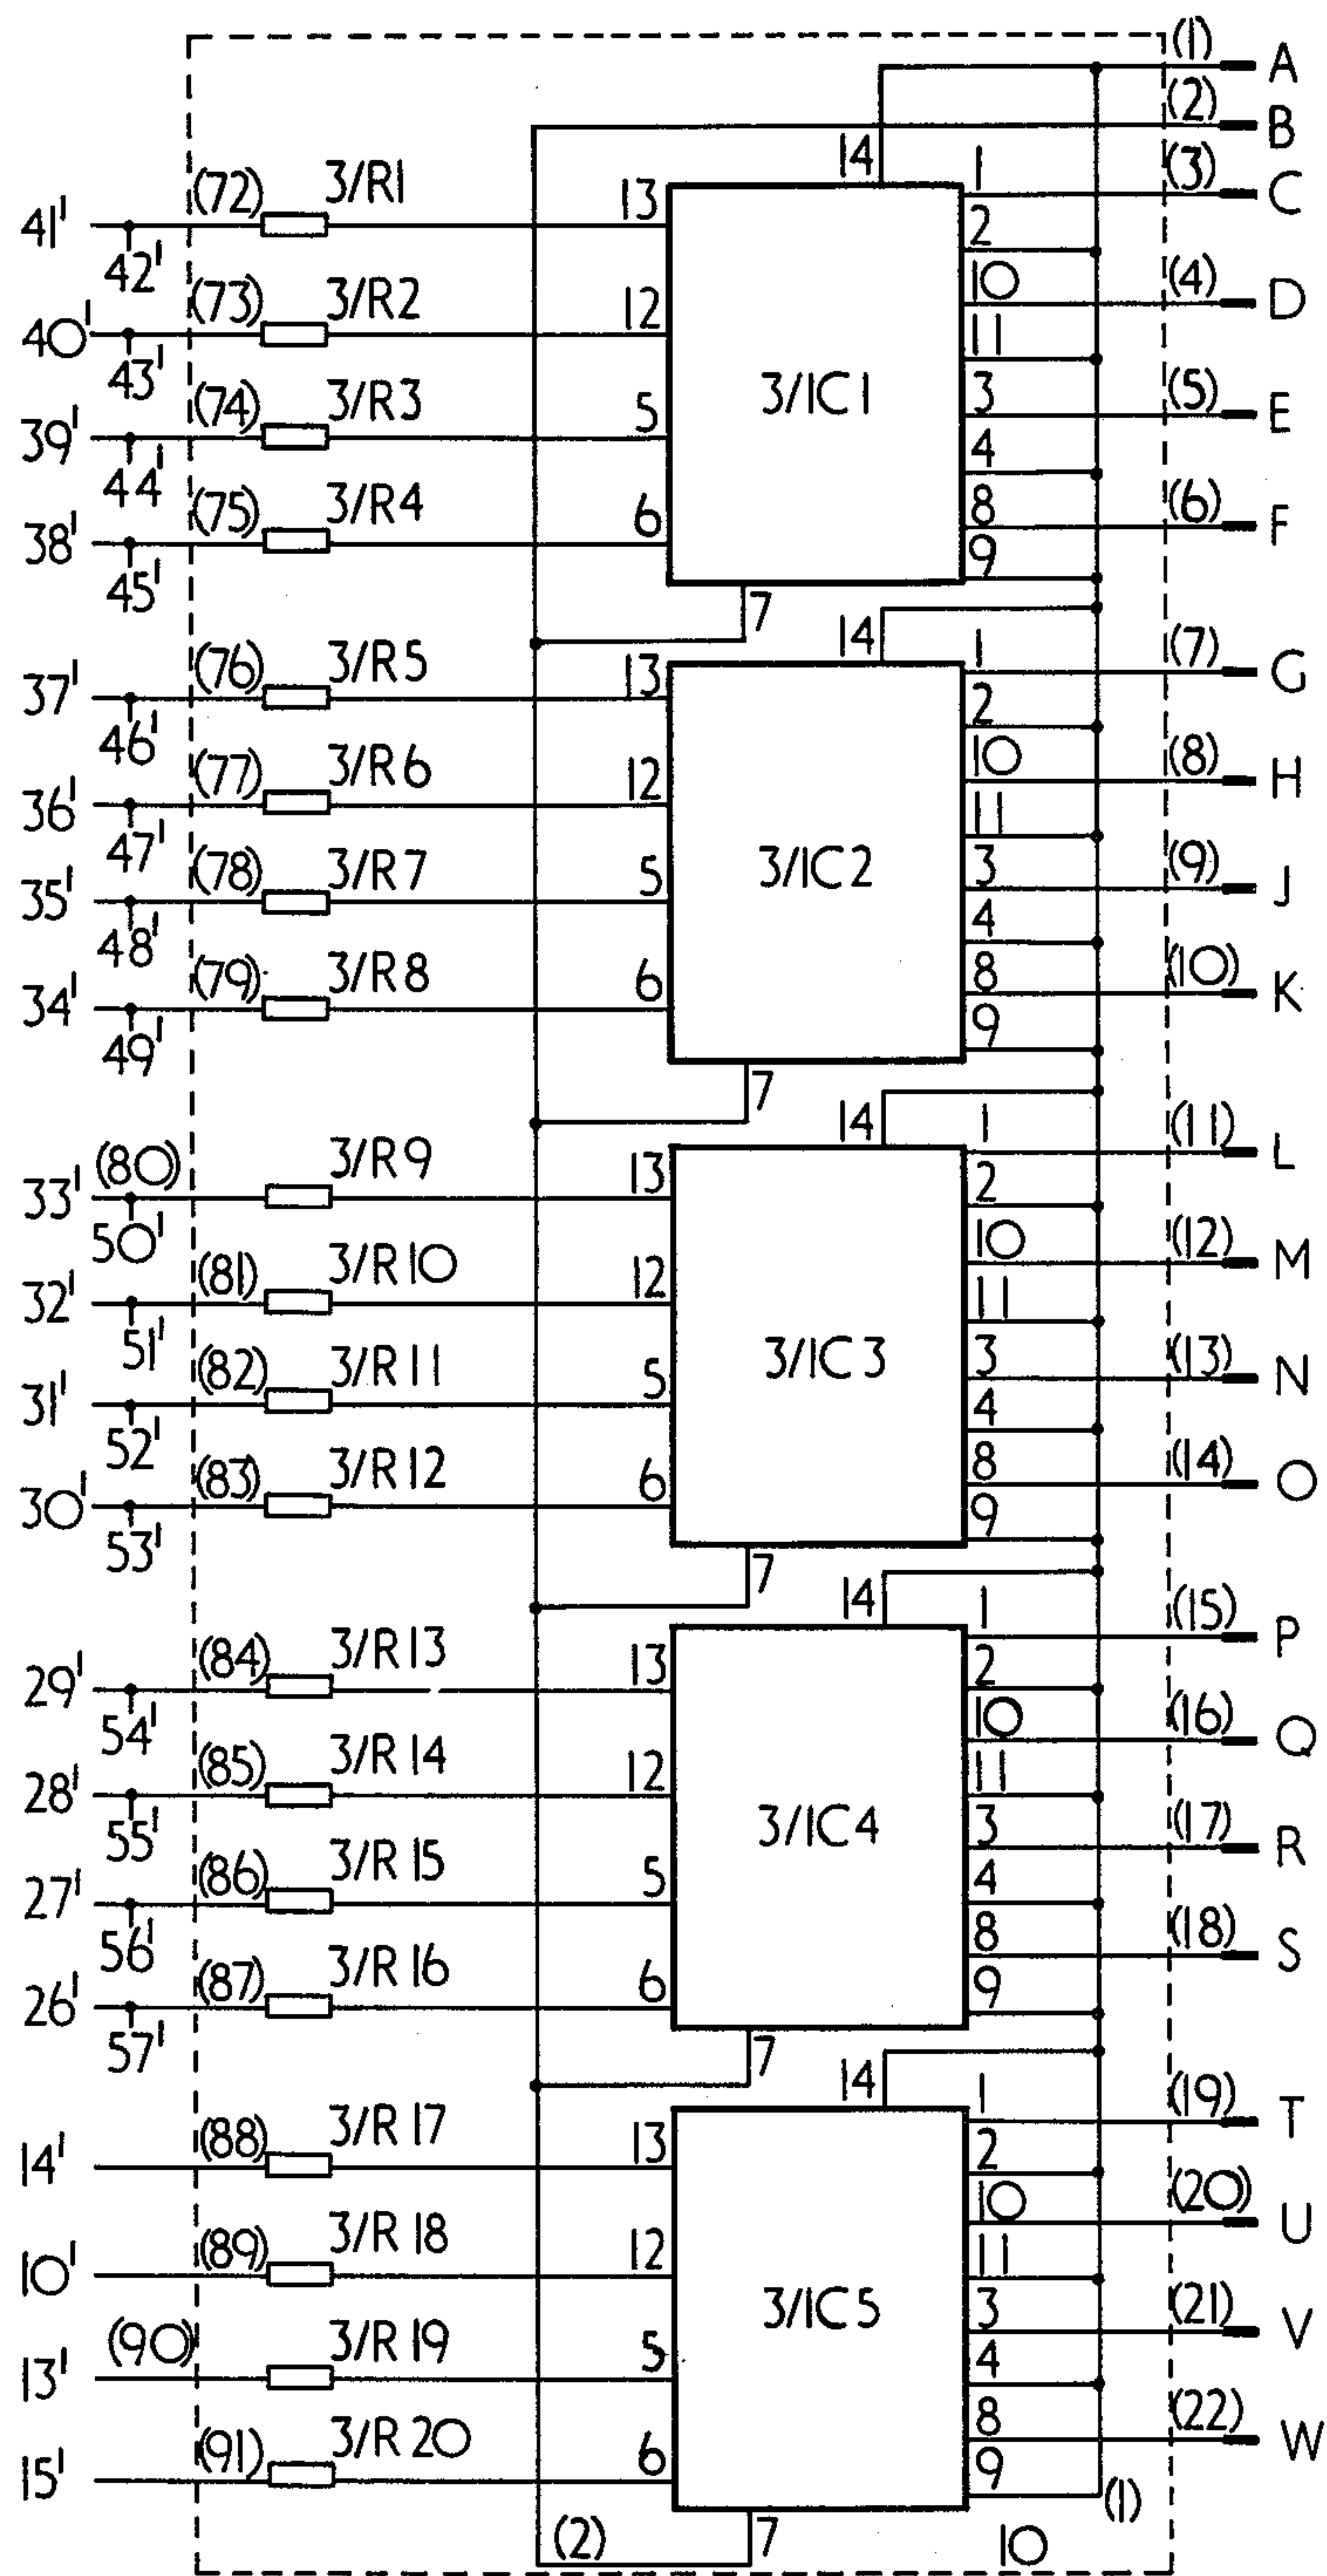 (1) A
(2) B
14 1 (3) C
41' (72) 3/R1 13
42' 2
10 (4) D
40' (73) 3/R2 12
43' 11
3/IC1
39' (74) 3/R3 5 3 (5) E
44' 4
38' (75) 3/R4 6 8 (6) F
45' 9
7
14 1 (7) G
37' (76) 3/R5 13
46' 2
10 (8) H
36' (77) 3/R6 12
47' 11
3/IC2
35' (78) 3/R7 5 3 (9) J
48' 4
34' (79) 3/R8 6 8 (10) K
49' 9
7
14 1 (11) L
33' (80) 3/R9 13
50' 2
10 (12) M
32' (81) 3/R10 12
51' 11
3/IC3
31' (82) 3/R11 5 3 (13) N
52' 4
30' (83) 3/R12 6 8 (14) O
53' 9
7
14 1 (15) P
29' (84) 3/R13 13
54' 2
10 (16) Q
28' (85) 3/R14 12
55' 11
3/IC4
27' (86) 3/R15 5 3 (17) R
56' 4
26' (87) 3/R16 6 8 (18) S
57' 9
7
14 1 (19) T
14' (88) 3/R17 13
2
10 (20) U
10' (89) 3/R18 12
11
3/IC5
13' (90) 3/R19 5 3 (21) V
4
15' (91) 3/R20 6 8 (22) W
9
(2) 7 10 (1)